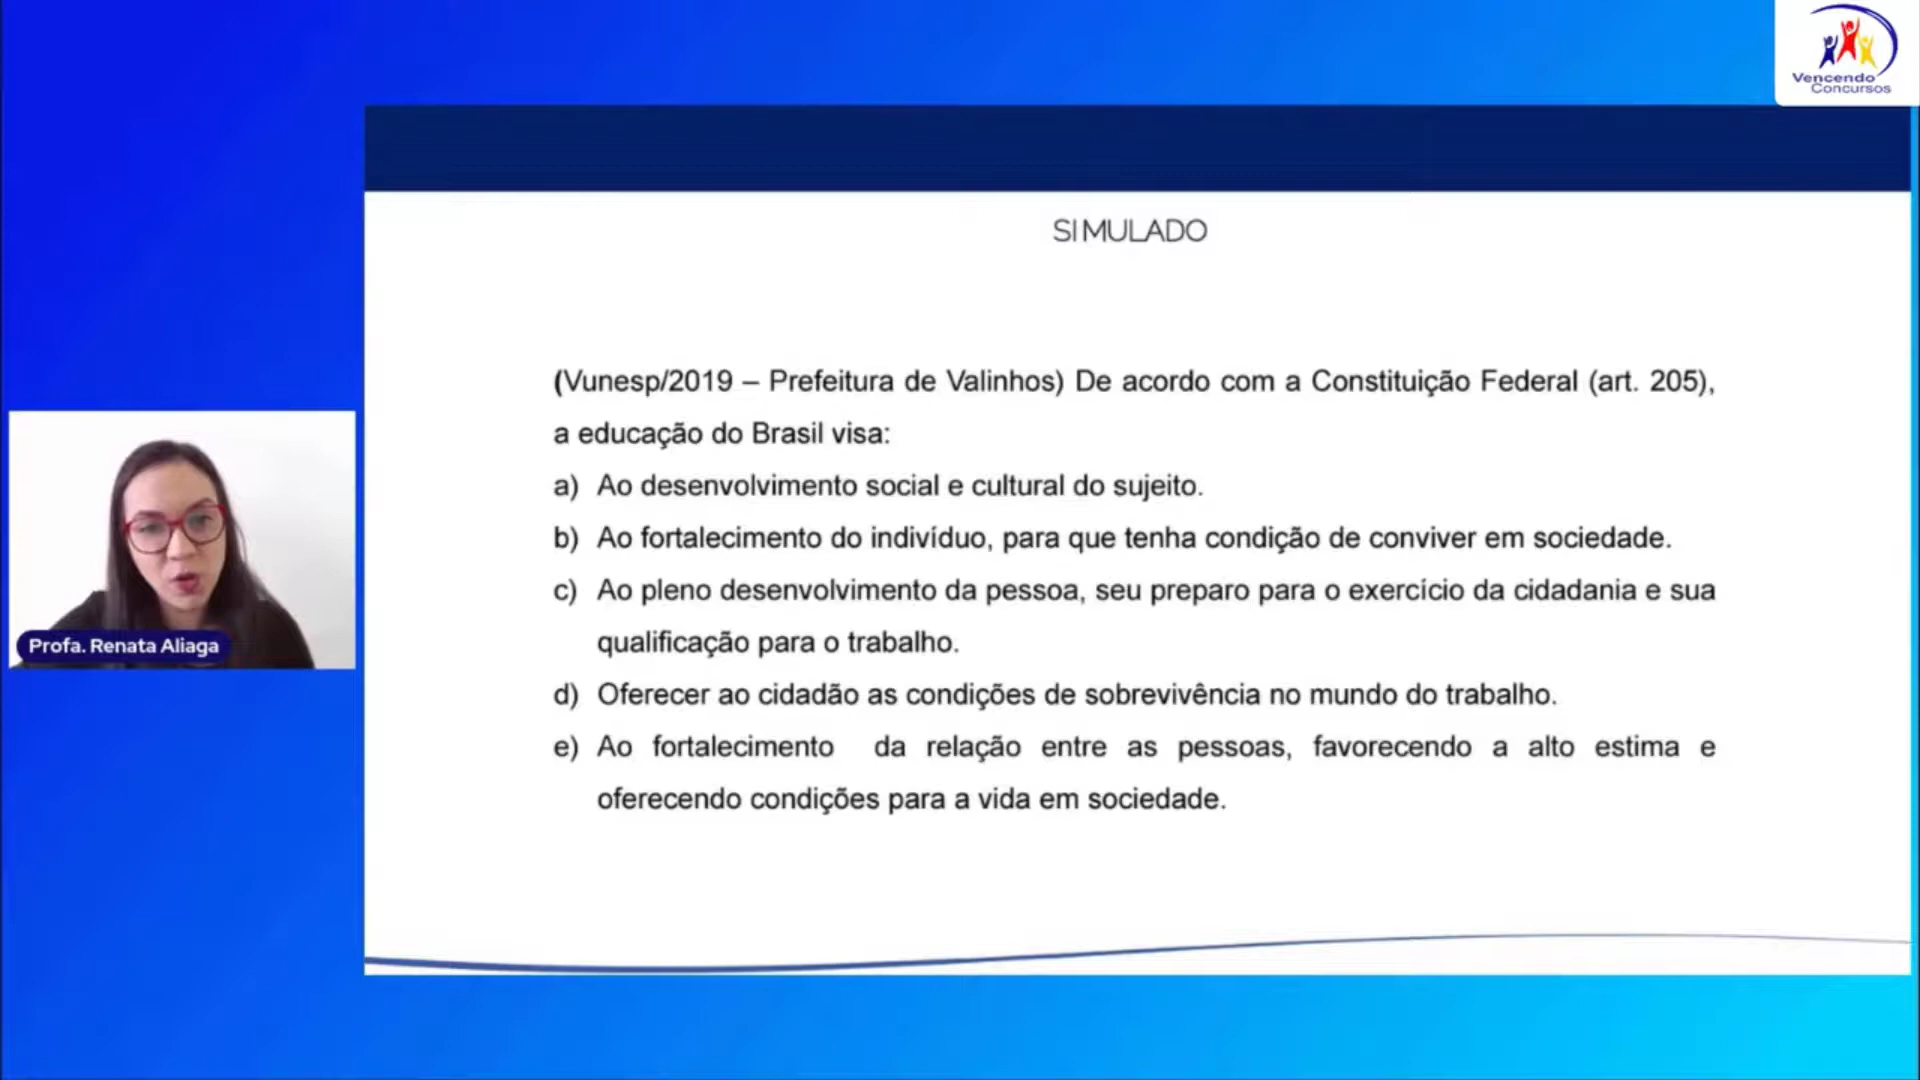 Vencendo
Concursos
SIMULADO
(Vunesp/2019 – Prefeitura de Valinhos) De acordo com a Constituição Federal (art. 205),
a educação do Brasil visa:
a) Ao desenvolvimento social e cultural do sujeito.
b) Ao fortalecimento do indivíduo, para que tenha condição de conviver em sociedade.
c) Ao pleno desenvolvimento da pessoa, seu preparo para o exercício da cidadania e sua
qualificação para o trabalho.
d) Oferecer ao cidadão as condições de sobrevivência no mundo do trabalho.
e) Ao fortalecimento da relação entre as pessoas, favorecendo a alto estima e
oferecendo condições para a vida em sociedade.
Profa. Renata Aliaga